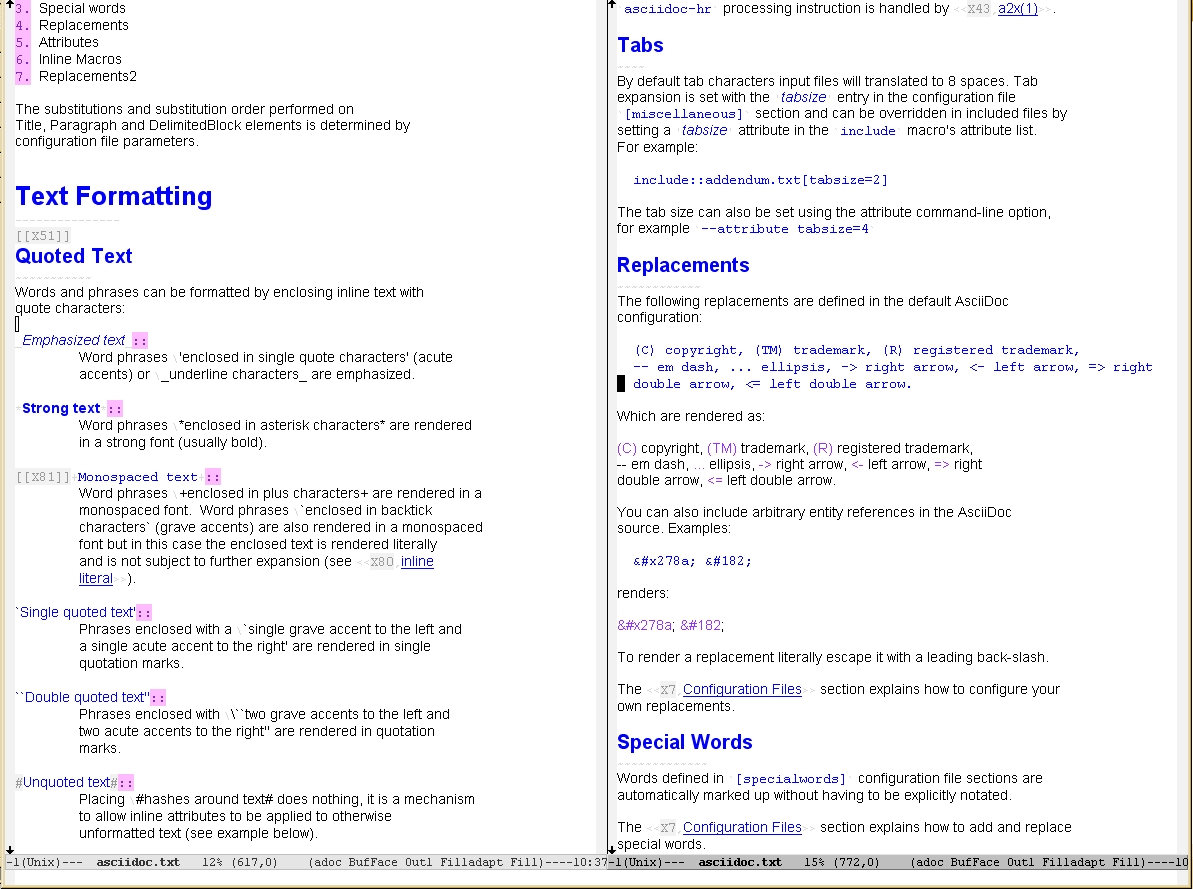 3. Special words
4. Replacements
5. Attributes
6. Inline Macros
7. Replacements2
The substitutions and substitution order performed on
Title, Paragraph and DelimitedBlock elements is determined by
configuration file parameters.
Text Formatting
---------------
[[X51]]
Quoted Text
-----------
Words and phrases can be formatted by enclosing inline text with
quote characters:
_Emphasized text_::
Word phrases \'enclosed in single quote characters' (acute
accents) or \_underline characters_ are emphasized.
*Strong text*::
Word phrases \*enclosed in asterisk characters* are rendered
in a strong font (usually bold).
[[X81]]+Monospaced text+::
Word phrases \+enclosed in plus characters+ are rendered in a
monospaced font.  Word phrases \`enclosed in backtick
characters` (grave accents) are also rendered in a monospaced
font but in this case the enclosed text is rendered literally
and is not subject to further expansion (see <<X80,inline
literal>>).
`Single quoted text'::
Phrases enclosed with a \`single grave accent to the left and
a single acute accent to the right' are rendered in single
quotation marks.
``Double quoted text''::
Phrases enclosed with \\``two grave accents to the left and
two acute accents to the right'' are rendered in quotation
marks.
#Unquoted text#::
Placing \#hashes around text# does nothing, it is a mechanism
to allow inline attributes to be applied to otherwise
unformatted text (see example below).
-1(Unix)---  asciidoc.txt   12% (617,0)    (adoc BufFace Outl Filladapt Fill)----10:37
asciidoc-hr processing instruction is handled by <<X43,a2x(1)>>.
Tabs
----
By default tab characters input files will translated to 8 spaces. Tab
expansion is set with the 'tabsize' entry in the configuration file
`[miscellaneous]` section and can be overridden in included files by
setting a 'tabsize' attribute in the `include` macro's attribute list.
For example:
include::addendum.txt[tabsize=2]
The tab size can also be set using the attribute command-line option,
for example `--attribute tabsize=4`
Replacements
------------
The following replacements are defined in the default AsciiDoc
configuration:
(C) copyright, (TM) trademark, (R) registered trademark,
-- em dash, ... ellipsis, -> right arrow, <- left arrow, => right
double arrow, <= left double arrow.
Which are rendered as:
(C) copyright, (TM) trademark, (R) registered trademark,
-- em dash, ... ellipsis, -> right arrow, <- left arrow, => right
double arrow, <= left double arrow.
You can also include arbitrary entity references in the AsciiDoc
source. Examples:
&#x278a; &#182;
renders:
&#x278a; &#182;
To render a replacement literally escape it with a leading back-slash.
The <<X7,Configuration Files>> section explains how to configure your
own replacements.
Special Words
-------------
Words defined in `[specialwords]` configuration file sections are
automatically marked up without having to be explicitly notated.
The <<X7,Configuration Files>> section explains how to add and replace
special words.
-1(Unix)---  asciidoc.txt   15% (772,0)    (adoc BufFace Outl Filladapt Fill)----10